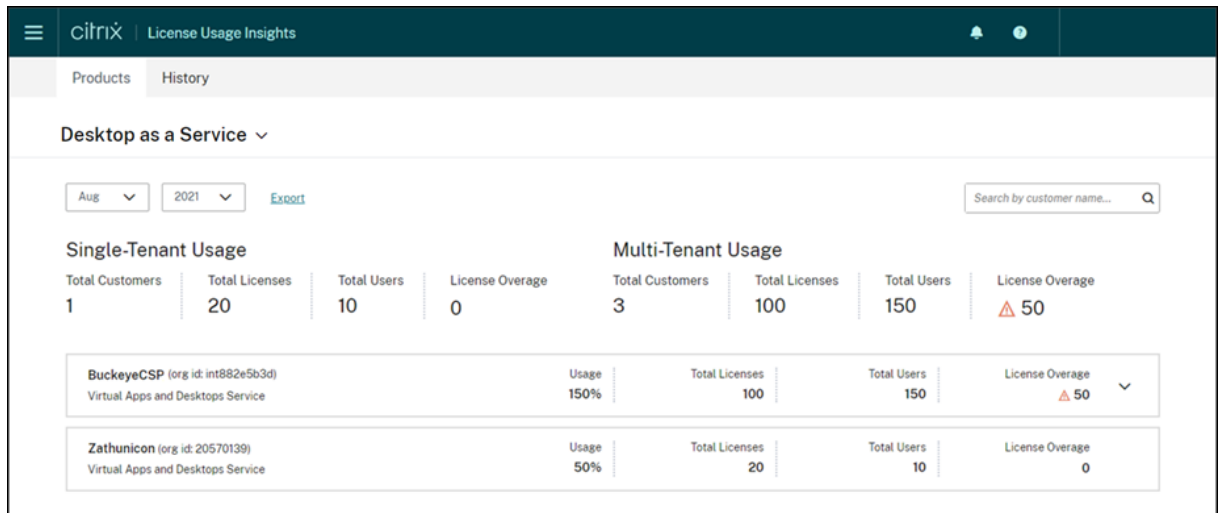 citrix License Usage Insights
Products History
Desktop as a Service
Aug 2021 Export Search by customer name...
Single-Tenant Usage Multi-Tenant Usage
Total Customers Total Licenses Total Users License Overage Total Customers Total Licenses Total Users License Overage
1 20 10 0 3 100 150 50
BuckeyeCSP (org id: int882e5b3d) Usage Total Licenses Total Users License Overage
Virtual Apps and Desktops Service 150% 100 150 50
Zathunicon (org id: 20570139) Usage Total Licenses Total Users License Overage
Virtual Apps and Desktops Service 50% 20 10 0